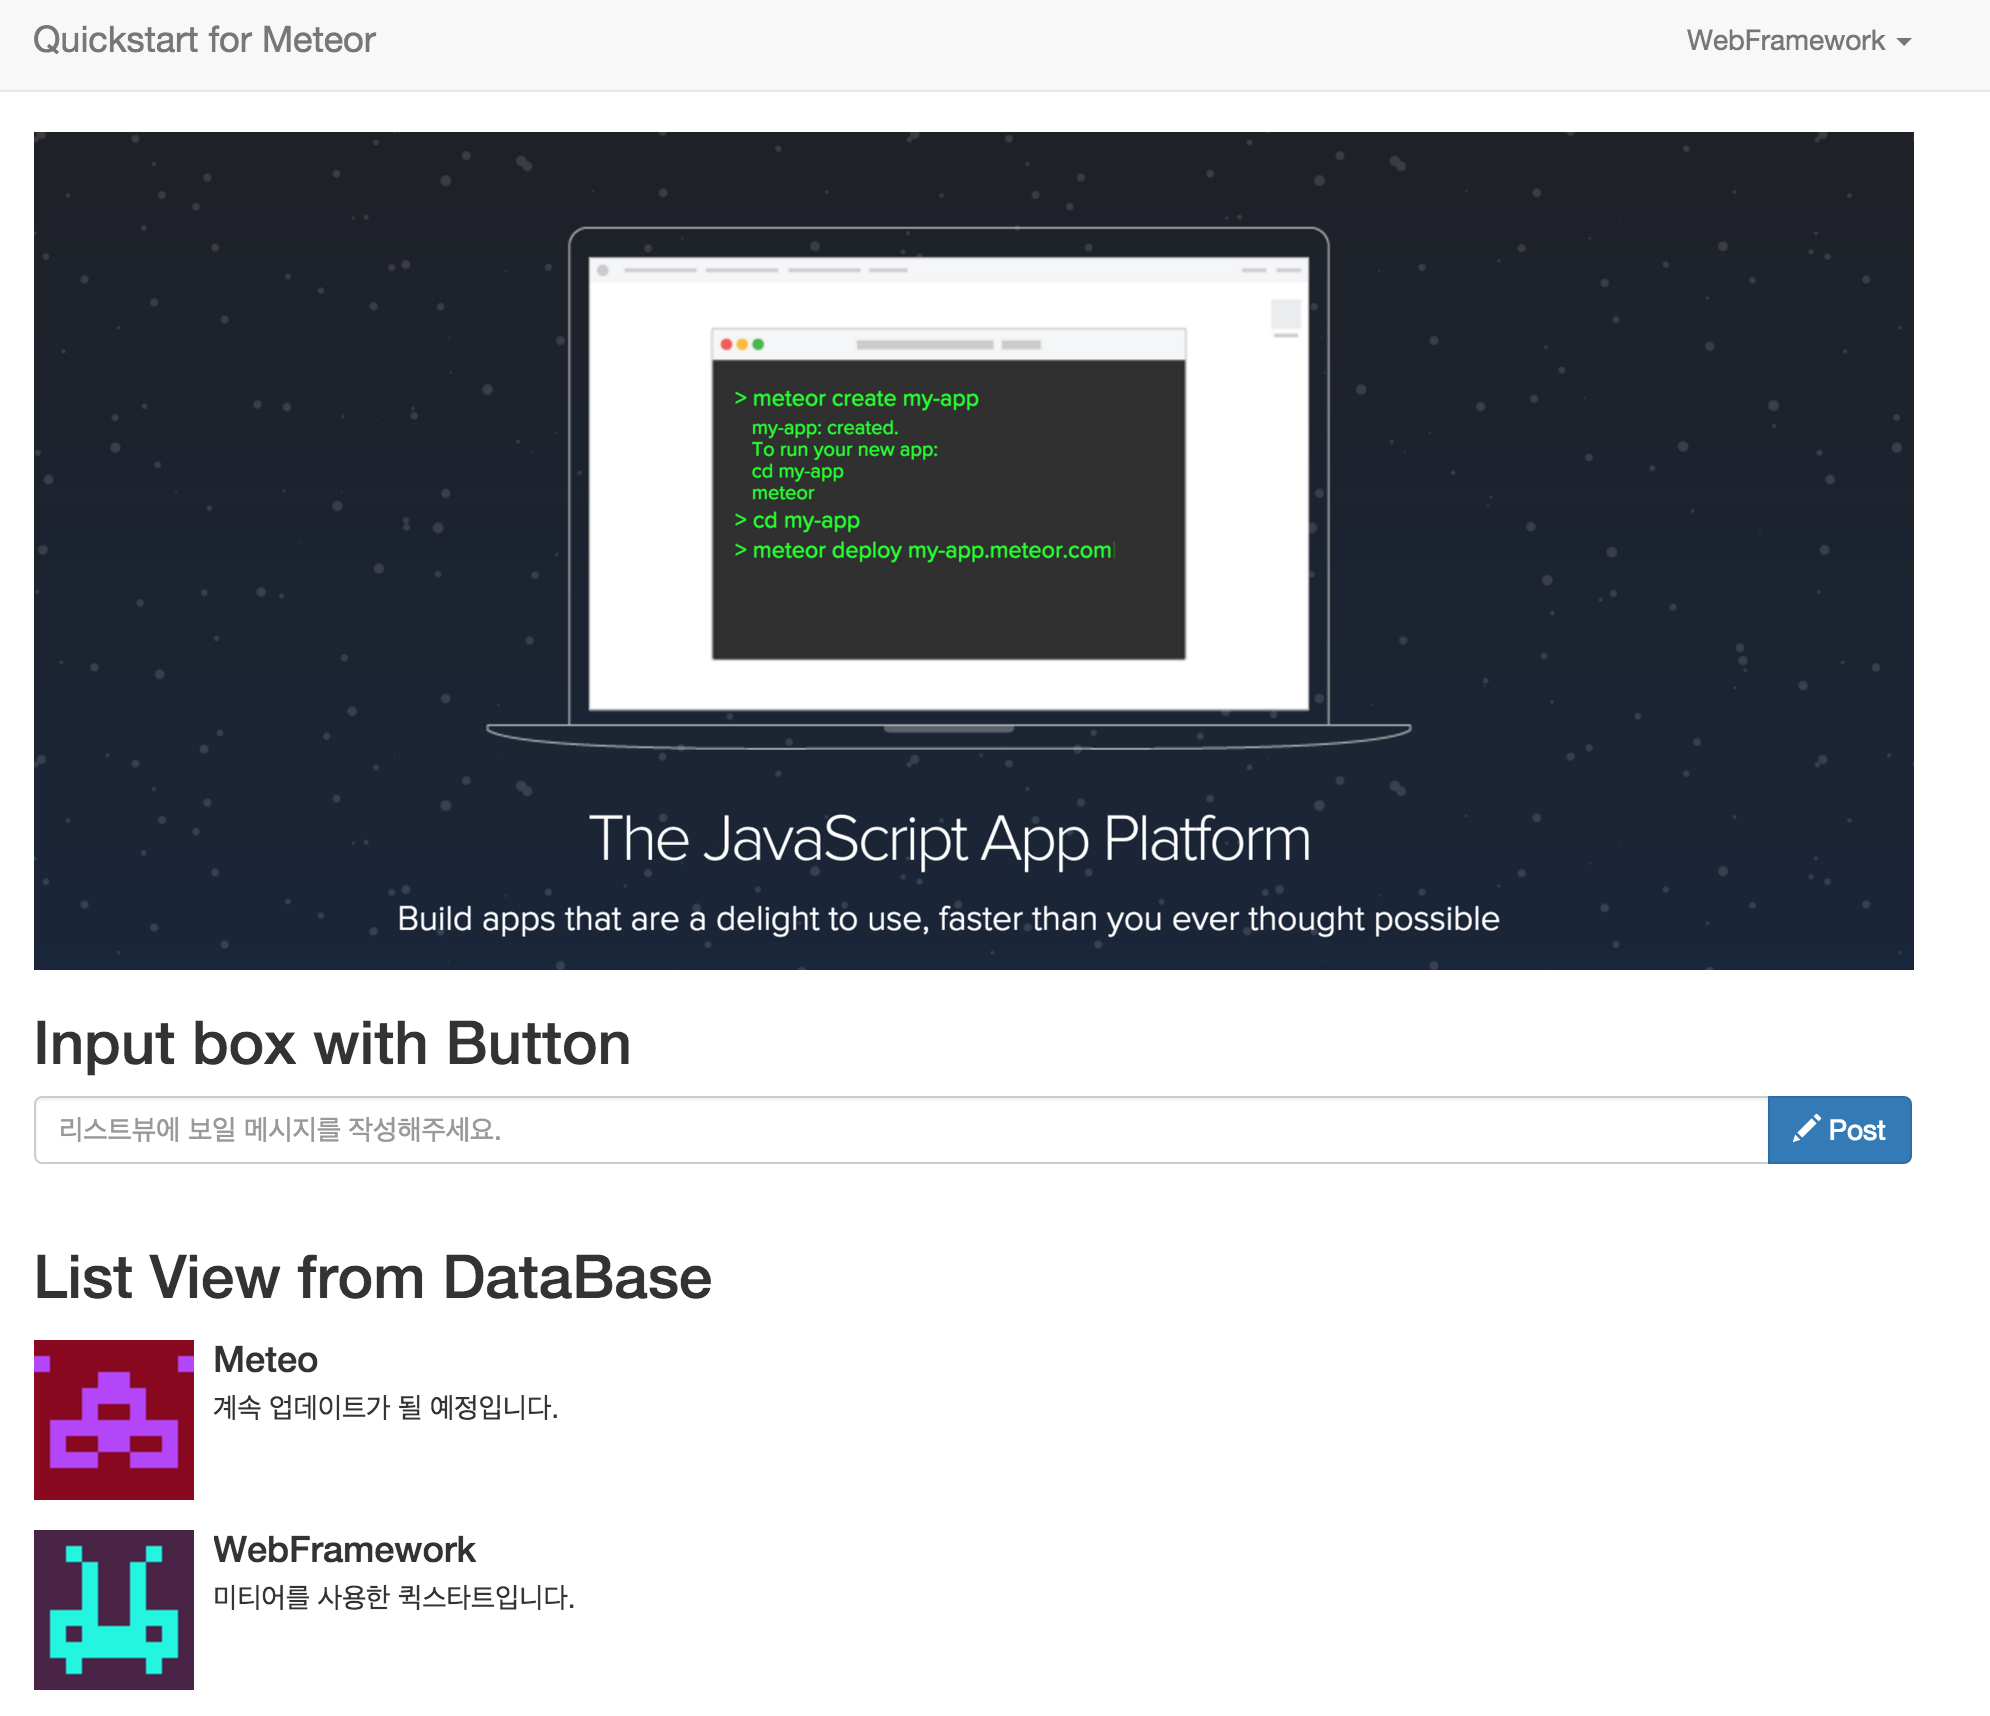 Quickstart for Meteor
WebFramework
> meteor create my-app
my-app: created.
To run your new app:
cd my-app
meteor
> cd my-app
> meteor deploy my-app.meteor.com
The JavaScript App Platform
Build apps that are a delight to use, faster than you ever thought possible
Input box with Button
리스트뷰에 보일 메시지를 작성해주세요.
Post
List View from DataBase
Meteo
계속 업데이트가 될 예정입니다.
WebFramework
미티어를 사용한 퀵스타트입니다.